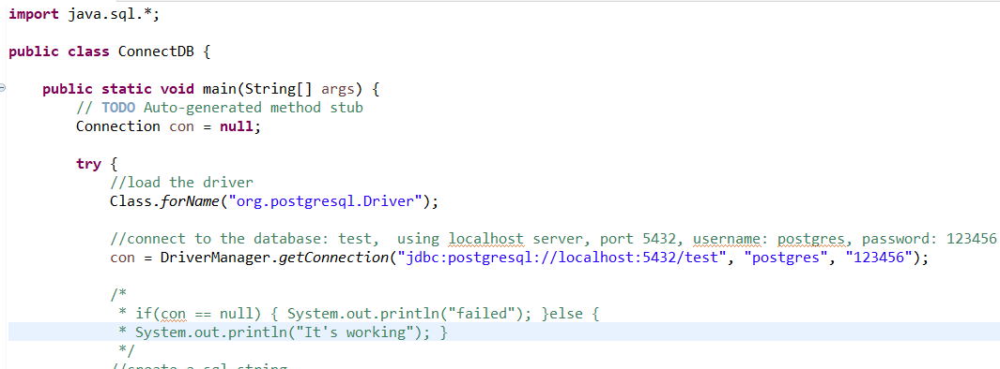 import java.sql.*;
public class ConnectDB {
public static void main(String[] args) {
// TODO Auto-generated method stub
Connection con = null;
try {
//load the driver
Class.forName("org.postgresql.Driver");
//connect to the database: test,  using localhost server, port 5432, username: postgres, password: 123456
con = DriverManager.getConnection("jdbc:postgresql://localhost:5432/test", "postgres", "123456");
/*
* if(con == null) { System.out.println("failed"); }else {
* System.out.println("It's working"); }
*/
//create a sql string